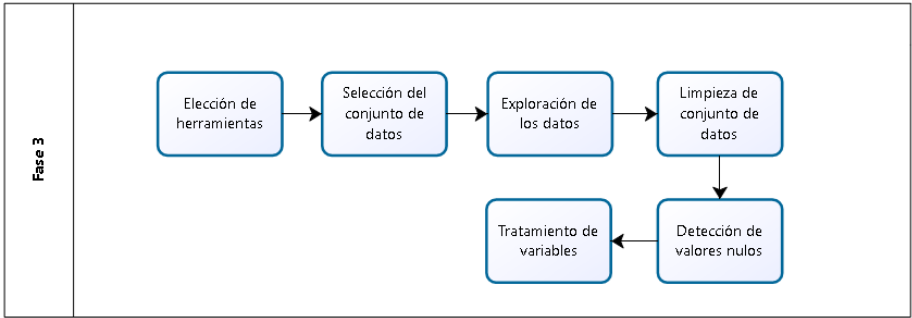 Fase 3
Elección de
herramientas
Selección del
conjunto de
datos
Exploración de
los datos
Limpieza de
conjunto de
datos
Detección de
valores nulos
Tratamiento de
variables